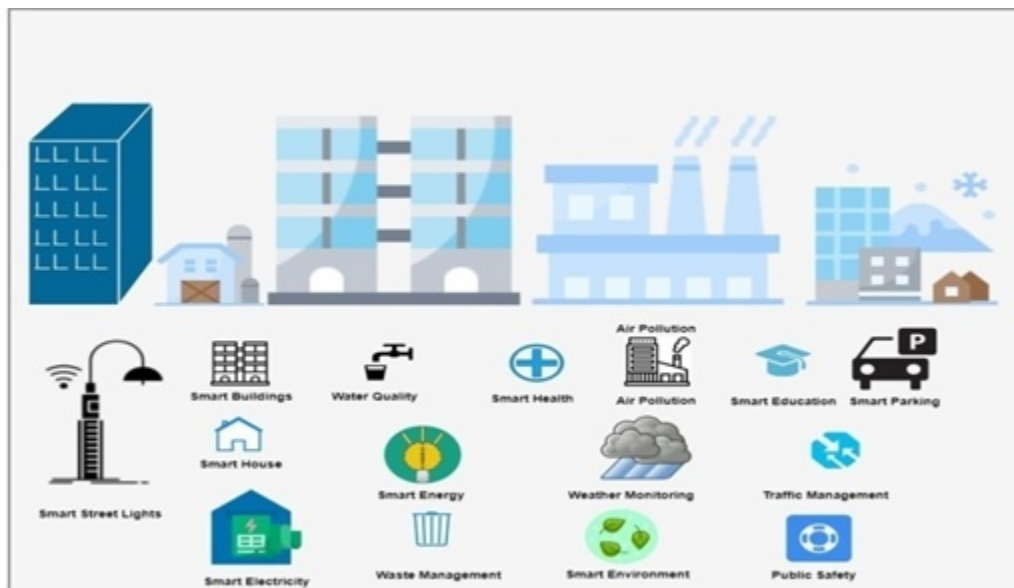 Air Pollution
P
Smart Buildings
Water Quality
Smart Health
Air Pollution
Smart Education
Smart Parking
Smart House
Smart Energy
Weather Monitoring
Traffic Management
Smart Street Lights
Smart Electricity
Waste Management
Smart Environment
Public Safety